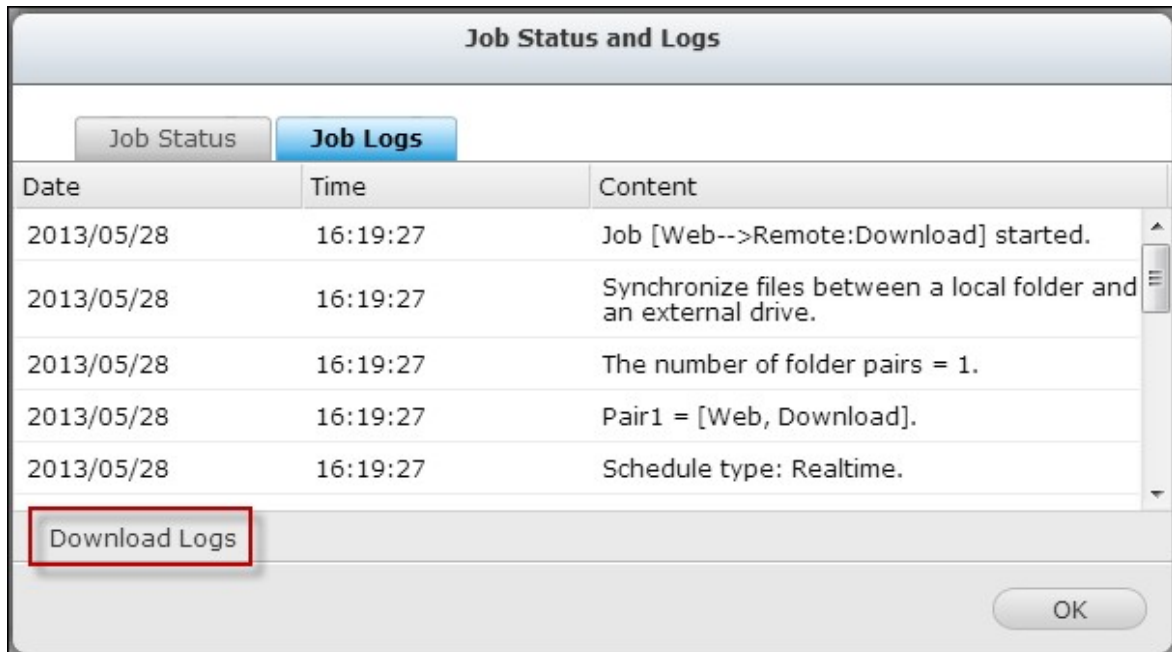 Job Status and Logs
Job Status Job Logs
Date Time Content
2013/05/28 16:19:27 Job [Web-->Remote:Download] started.
2013/05/28 16:19:27 Synchronize files between a local folder and
an external drive.
2013/05/28 16:19:27 The number of folder pairs = 1.
2013/05/28 16:19:27 Pair1 = [Web, Download].
2013/05/28 16:19:27 Schedule type: Realtime.
Download Logs
OK